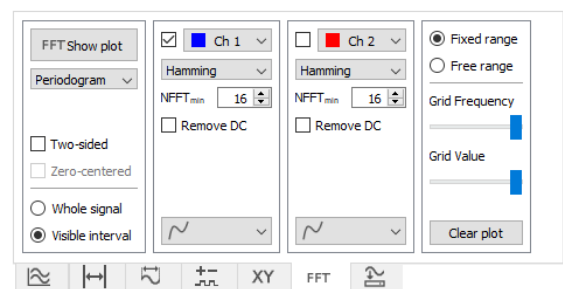 FFT Show plot
Periodogram
Two-sided
Zero-centered
Whole signal
Visible interval
Ch 1
Hamming
NFFTmin 16
Remove DC
Ch 2
Hamming
NFFTmin 16
Remove DC
Fixed range
Free range
Grid Frequency
Grid Value
Clear plot
XY
FFT